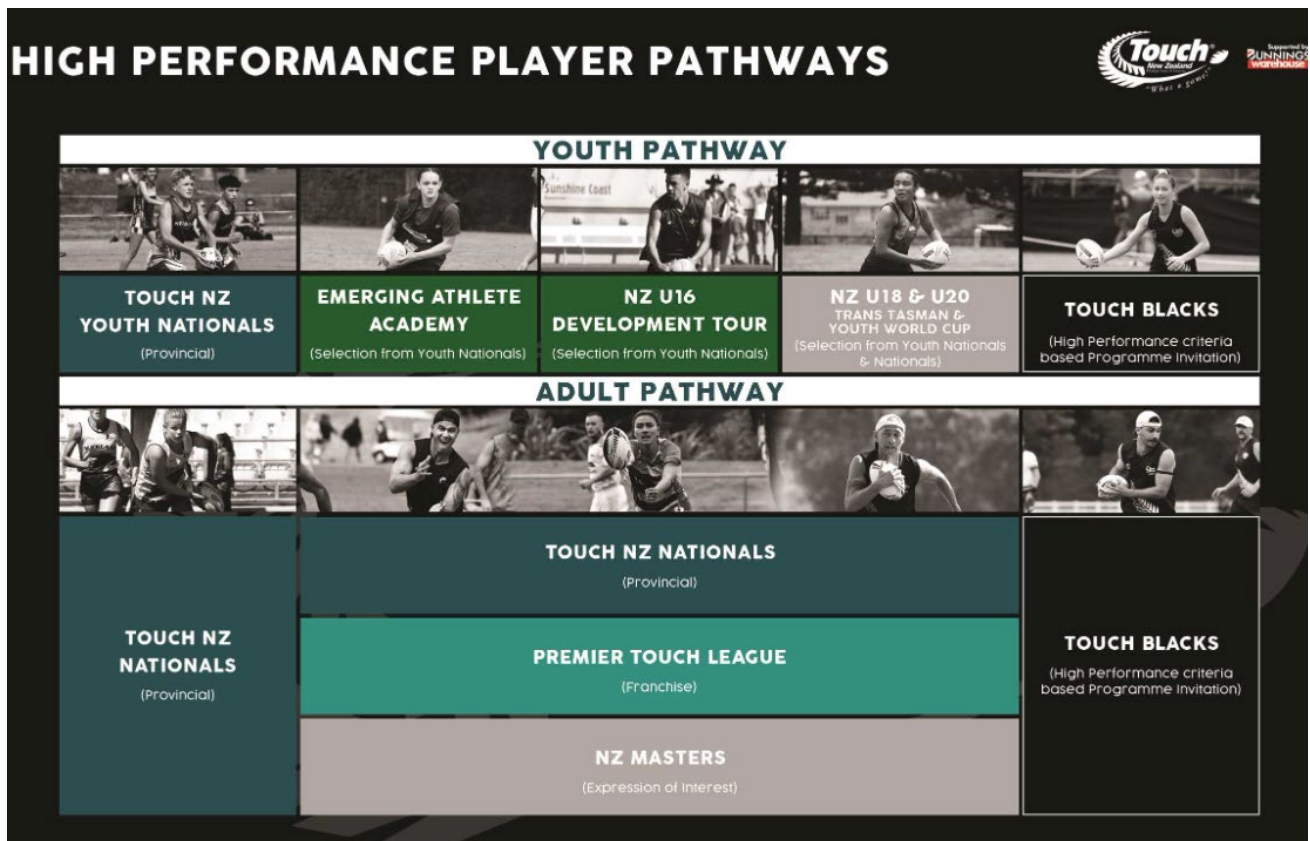 HIGH PERFORMANCE PLAYER PATHWAYS
Touch
New Zealand
"What a game!"
Supported by
BUNNINGS
warehouse
YOUTH PATHWAY
Sunshine Coast
TOUCH NZ
YOUTH NATIONALS
(Provincial)
EMERGING ATHLETE
ACADEMY
(Selection from Youth Nationals)
NZ U16
DEVELOPMENT TOUR
(Selection from Youth Nationals)
NZ U18 & U20
TRANS TASMAN &
YOUTH WORLD CUP
(Selection from Youth Nationals
& Nationals)
TOUCH BLACKS
(High Performance criteria
based Programme Invitation)
ADULT PATHWAY
TOUCH NZ
NATIONALS
(Provincial)
TOUCH NZ NATIONALS
(Provincial)
PREMIER TOUCH LEAGUE
(Franchise)
NZ MASTERS
(Expression of Interest)
TOUCH BLACKS
(High Performance criteria
based Programme Invitation)